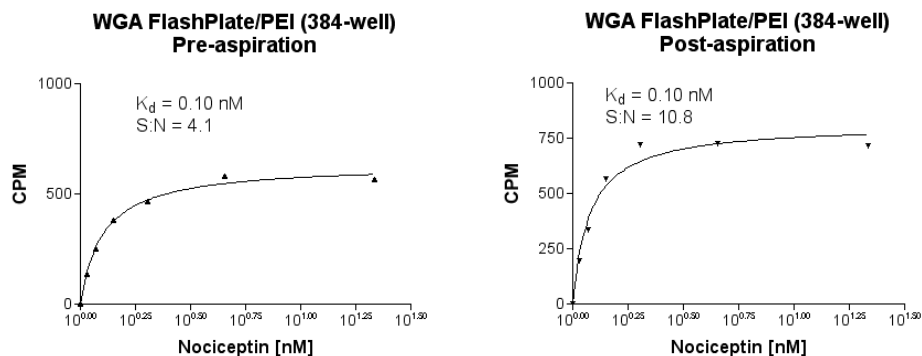 WGA FlashPlate/PEI (384-well)
Pre-aspiration
1000
500
0
CPM
K_d = 0.10 nM
S:N = 4.1
10^0.00 10^0.25 10^0.50 10^0.75 10^1.00 10^1.25 10^1.50
Nociceptin [nM]
WGA FlashPlate/PEI (384-well)
Post-aspiration
1000
750
500
250
0
CPM
K_d = 0.10 nM
S:N = 10.8
10^0.00 10^0.25 10^0.50 10^0.75 10^1.00 10^1.25 10^1.50
Nociceptin [nM]